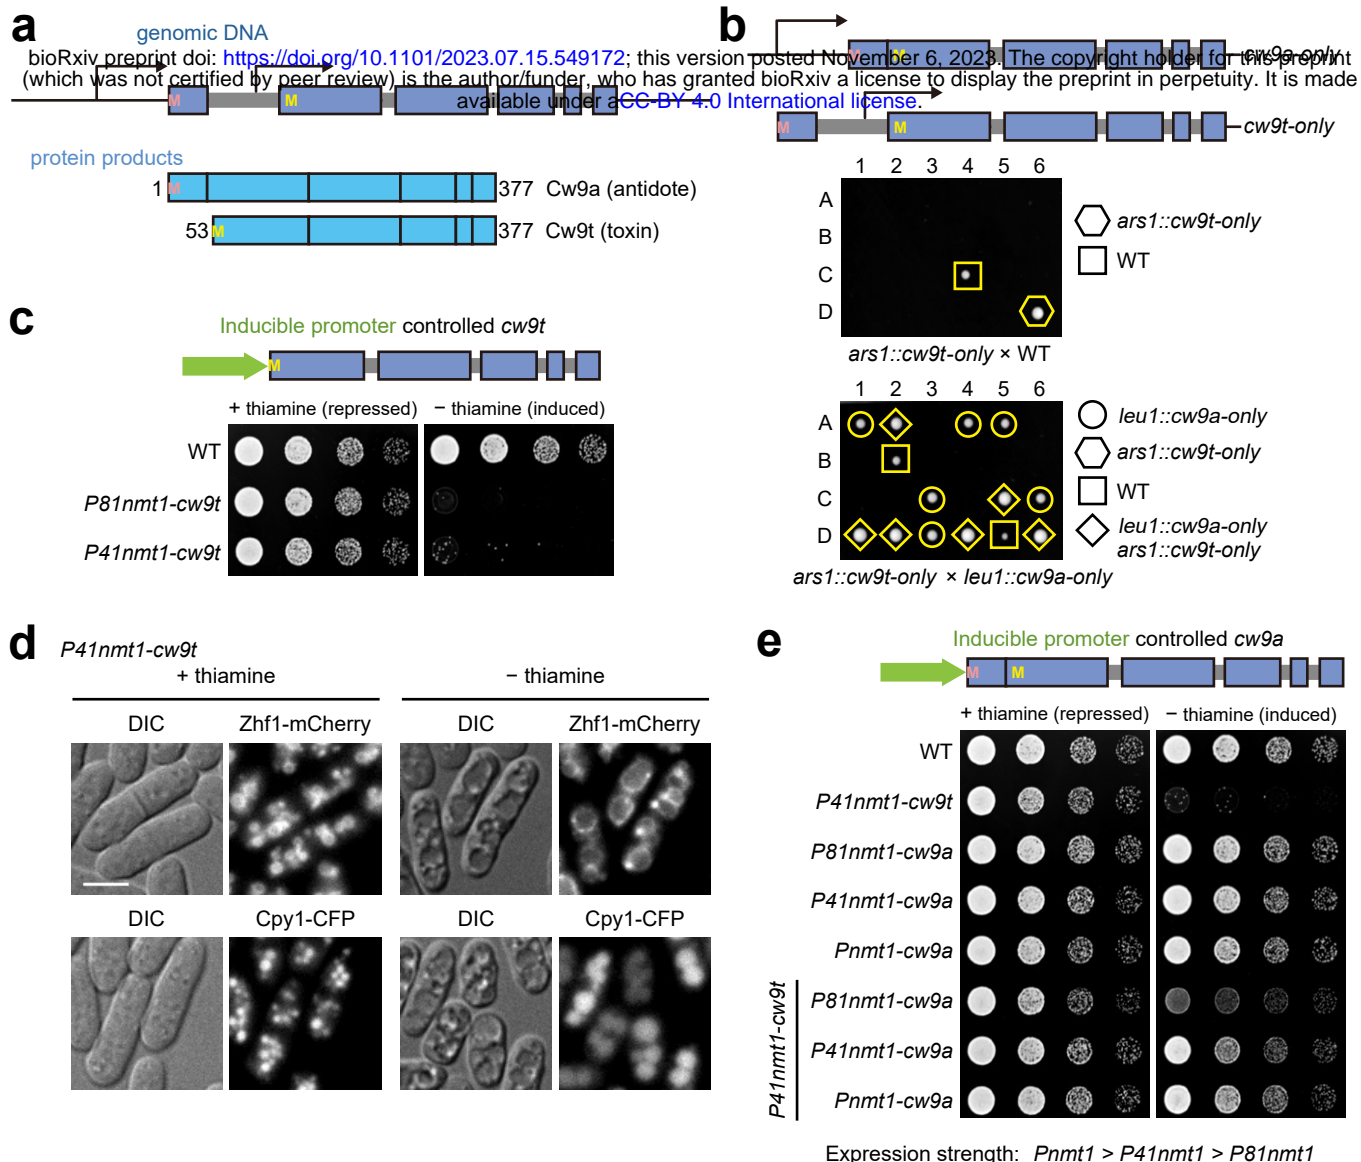 a
genomic DNA
bioRxiv preprint doi: https://doi.org/10.1101/2023.07.15.549172; this version posted November 6, 2023. The copyright holder for this preprint
(which was not certified by peer review) is the author/funder, who has granted bioRxiv a license to display the preprint in perpetuity. It is made
available under aCC-BY 4.0 International license.
M
M
protein products
1
M
377 Cw9a (antidote)
53
M
377 Cw9t (toxin)
b
M
M
cw9a-only
M
M
cw9t-only
1 2 3 4 5 6
A
B
C
D
ars1::cw9t-only
WT
ars1::cw9t-only × WT
1 2 3 4 5 6
A
B
C
D
leu1::cw9a-only
ars1::cw9t-only
WT
leu1::cw9a-only
ars1::cw9t-only
ars1::cw9t-only × leu1::cw9a-only
c
Inducible promoter controlled cw9t
M
+ thiamine (repressed) − thiamine (induced)
WT
P81nmt1-cw9t
P41nmt1-cw9t
d
P41nmt1-cw9t
+ thiamine − thiamine
DIC Zhf1-mCherry DIC Zhf1-mCherry
DIC Cpy1-CFP DIC Cpy1-CFP
e
Inducible promoter controlled cw9a
M
M
+ thiamine (repressed) − thiamine (induced)
WT
P41nmt1-cw9t
P81nmt1-cw9a
P41nmt1-cw9a
Pnmt1-cw9a
P41nmt1-cw9t
P81nmt1-cw9a
P41nmt1-cw9a
Pnmt1-cw9a
Expression strength: Pnmt1 > P41nmt1 > P81nmt1